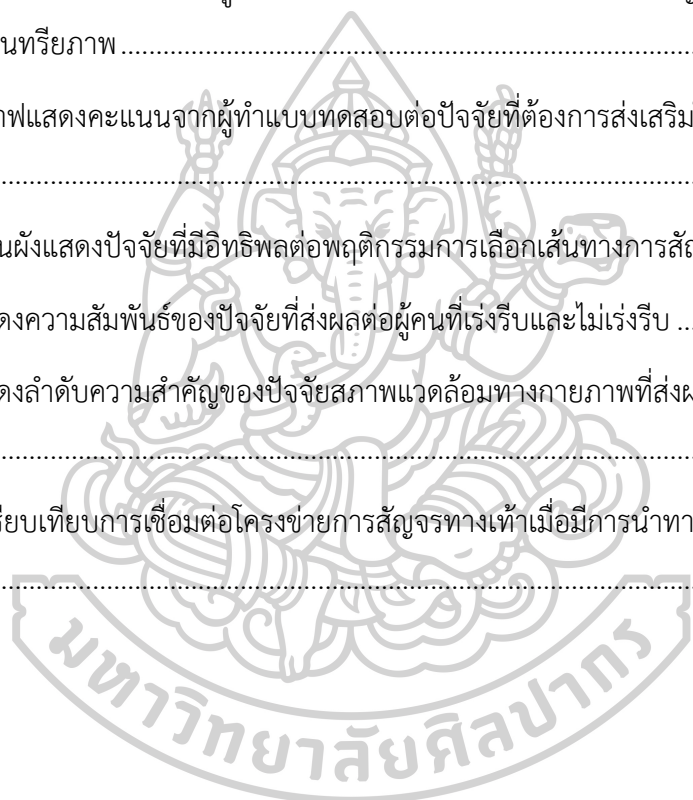 นทรียภาพ........................................................................................
าฟแสดงคะแนนจากผู้ทำแบบทดสอบต่อปัจจัยที่ต้องการส่งเสริม
........................................................................................
นผังแสดงปัจจัยที่มีอิทธิพลต่อพฤติกรรมการเลือกเส้นทางการสัญ
ดงความสัมพันธ์ของปัจจัยที่ส่งผลต่อผู้คนที่เร่งรีบและไม่เร่งรีบ ...
ดงลำดับความสำคัญของปัจจัยสภาพแวดล้อมทางกายภาพที่ส่งผ
........................................................................................
รียบเทียบการเชื่อมต่อโครงข่ายการสัญจรทางเท้าเมื่อมีการนำทา
........................................................................................
มหาวิทยาลัยศิลปากร